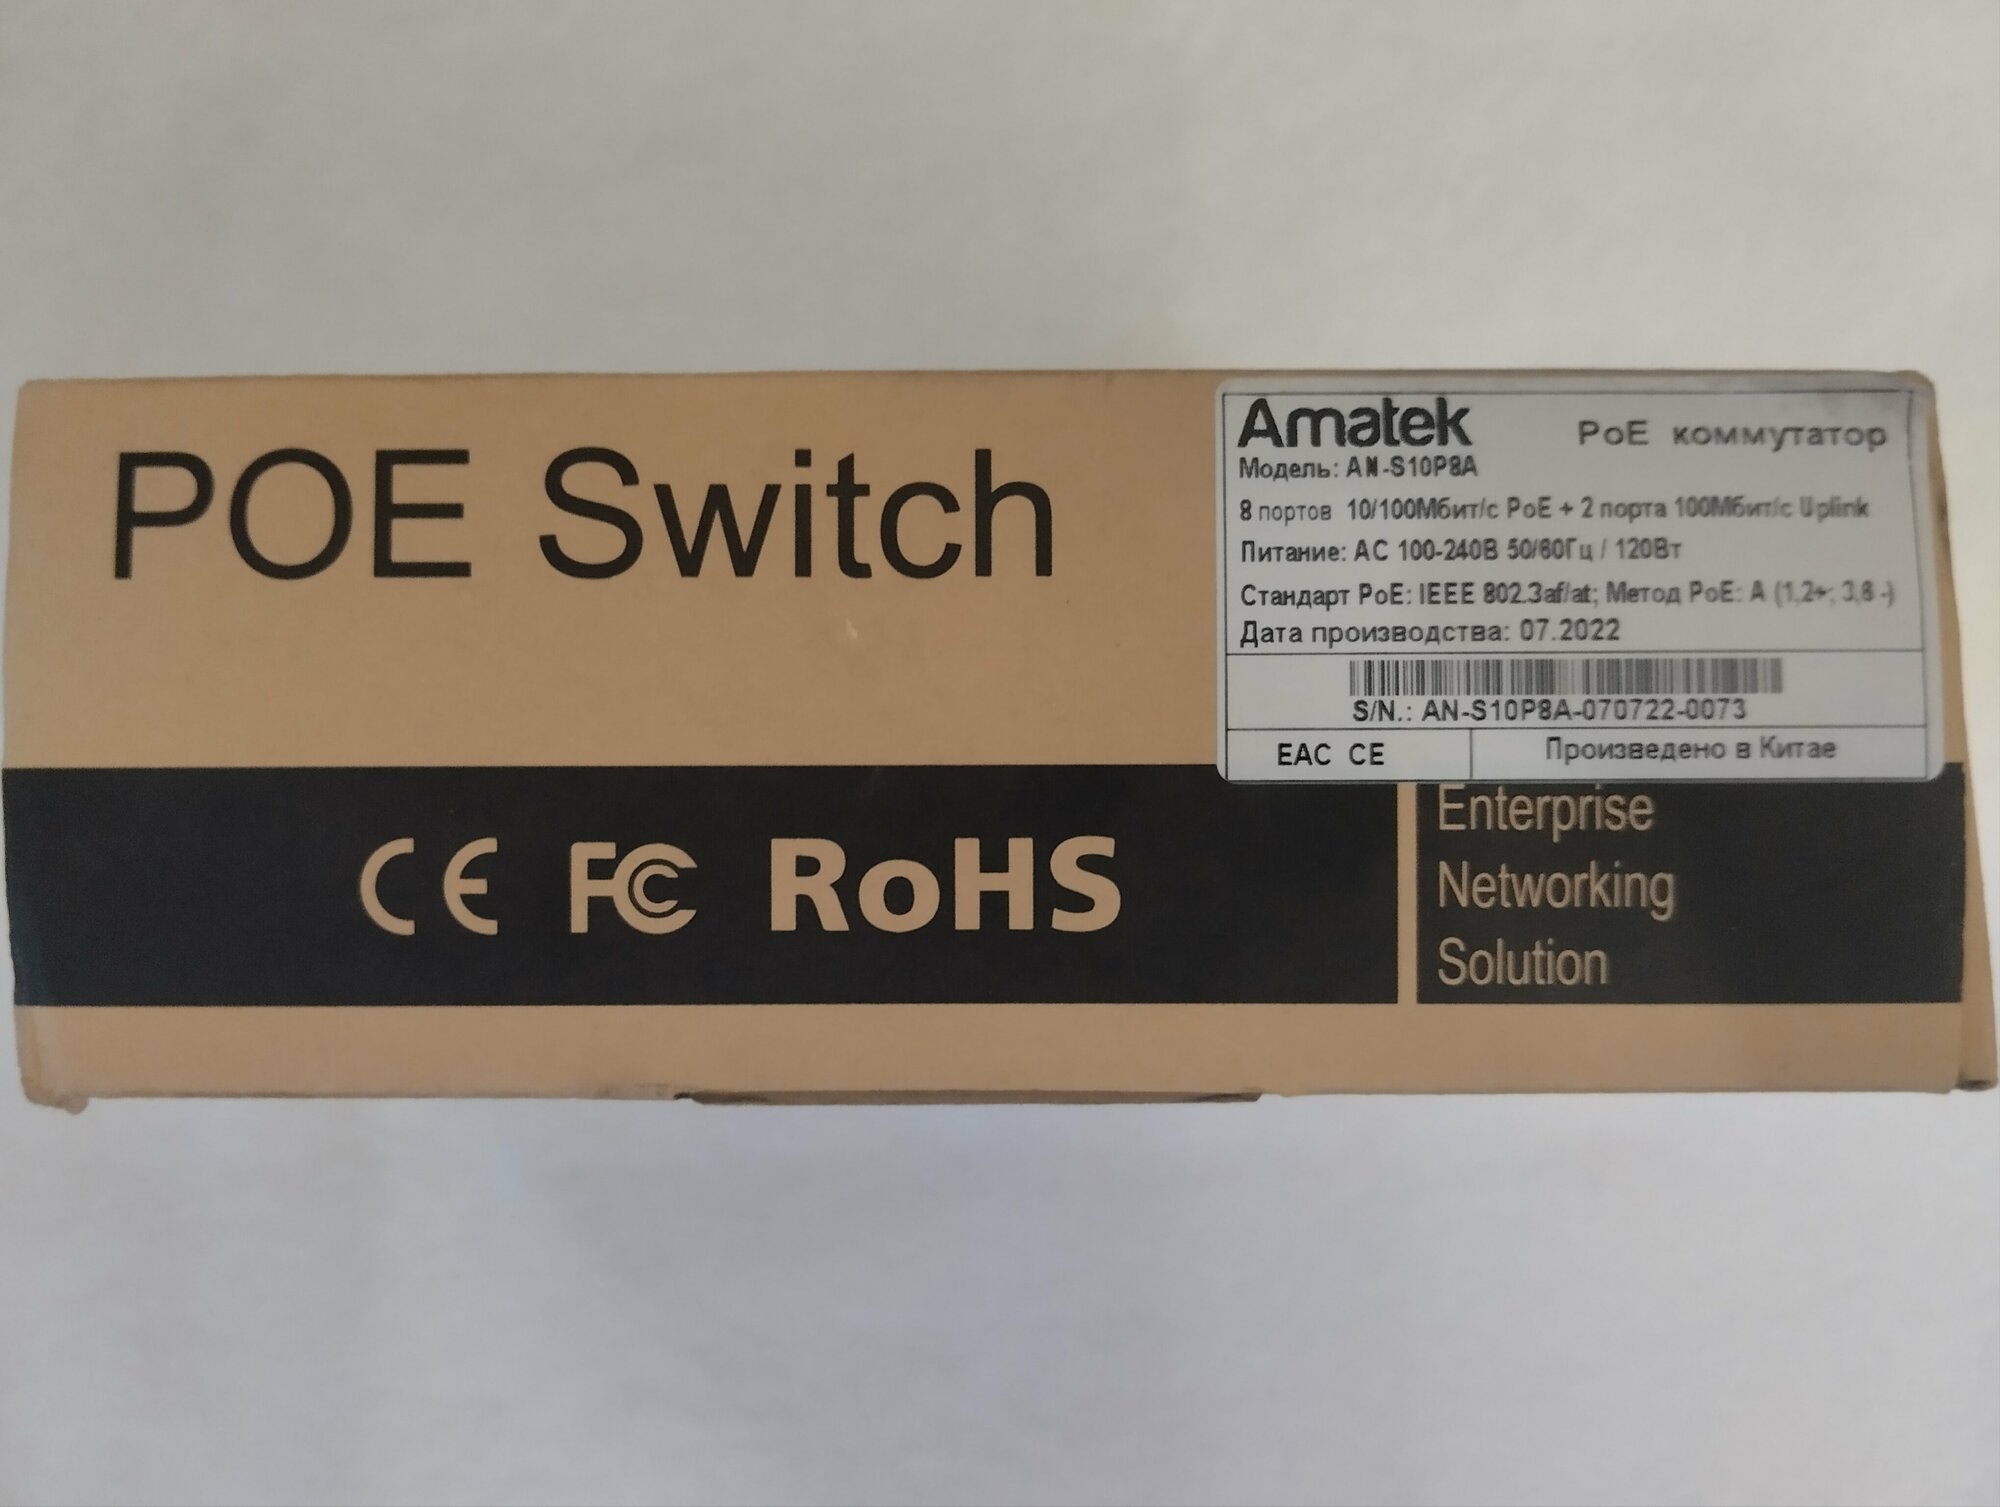 POE Switch
Amatek
PoE коммутатор
Модель: AN-S10P8A
8 портов 10/100Мбит/с PoE + 2 порта 100Мбит/с Uplink
Питание: AC 100-240В 50/60Гц / 120Вт
Стандарт PoE: IEEE 802.3af/at; Метод PoE: A (1,2+; 3,6 -)
Дата производства: 07.2022
S/N.: AN-S10P8A-070722-0073
EAC CE
Произведено в Китае
CE FC RoHS
Enterprise
Networking
Solution